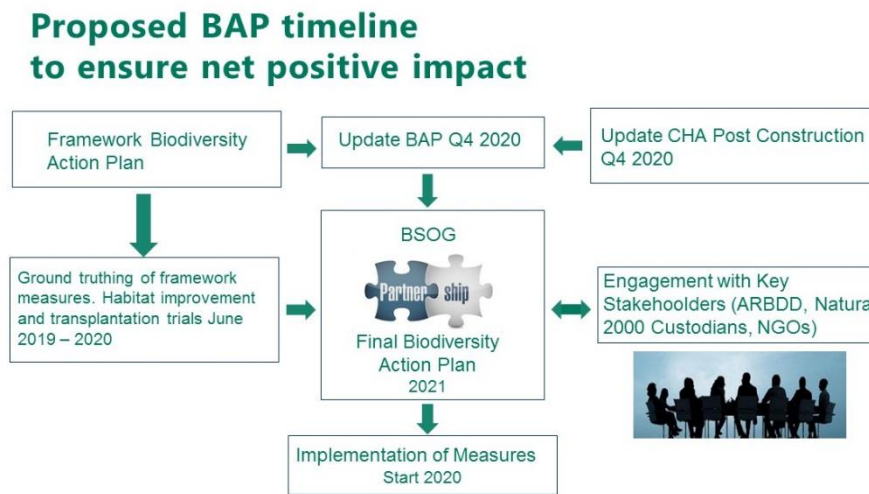 Proposed BAP timeline
to ensure net positive impact
Framework Biodiversity
Action Plan
Update BAP Q4 2020
Update CHA Post Construction
Q4 2020
Ground truthing of framework
measures. Habitat improvement
and transplantation trials June
2019 – 2020
BSOG
Partner ship
Final Biodiversity
Action Plan
2021
Engagement with Key
Stakehoolders (ARBDD, Natura
2000 Custodians, NGOs)
Implementation of Measures
Start 2020